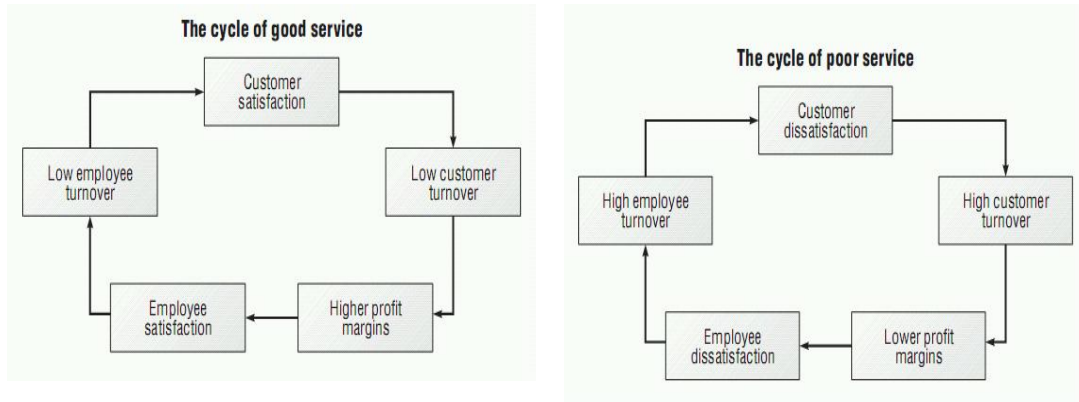 The cycle of good service
Customer
satisfaction
Low employee
turnover
Low customer
turnover
Employee
satisfaction
Higher profit
margins
The cycle of poor service
Customer
dissatisfaction
High employee
turnover
High customer
turnover
Employee
dissatisfaction
Lower profit
margins